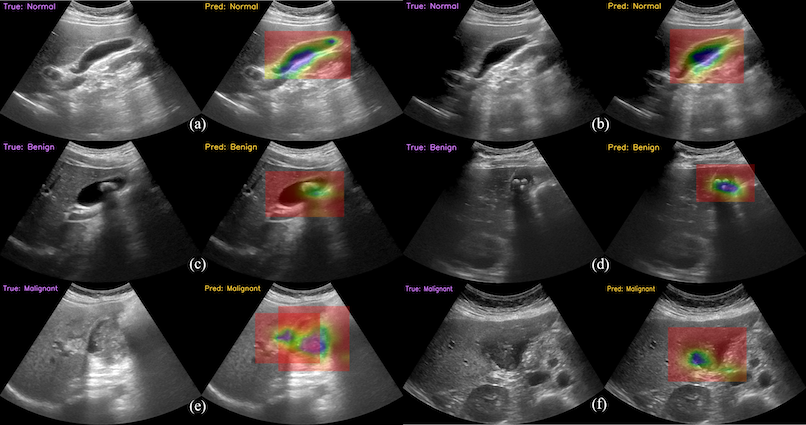 True: Normal Pred: Normal True: Normal Pred: Normal
(a) (b)
True: Benign Pred: Benign True: Benign Pred: Benign
(c) (d)
True: Malignant Pred: Malignant True: Malignant Pred: Malignant
(e) (f)